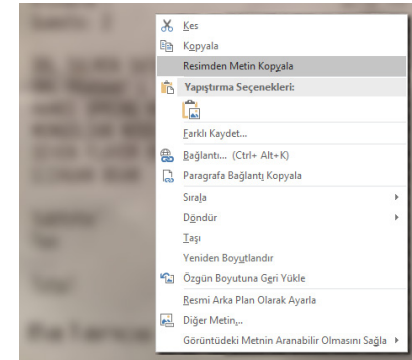 Kes
Kopyala
Resimden Metin Kopyala
Yapıştırma Seçenekleri:
Farklı Kaydet...
Bağlantı... (Ctrl+ Alt+K)
Paragrafa Bağlantı Kopyala
Sırala
Döndür
Taşı
Yeniden Boyutlandır
Özgün Boyutuna Geri Yükle
Resmi Arka Plan Olarak Ayarla
Diğer Metin...
Görüntüdeki Metnin Aranabilir Olmasını Sağla